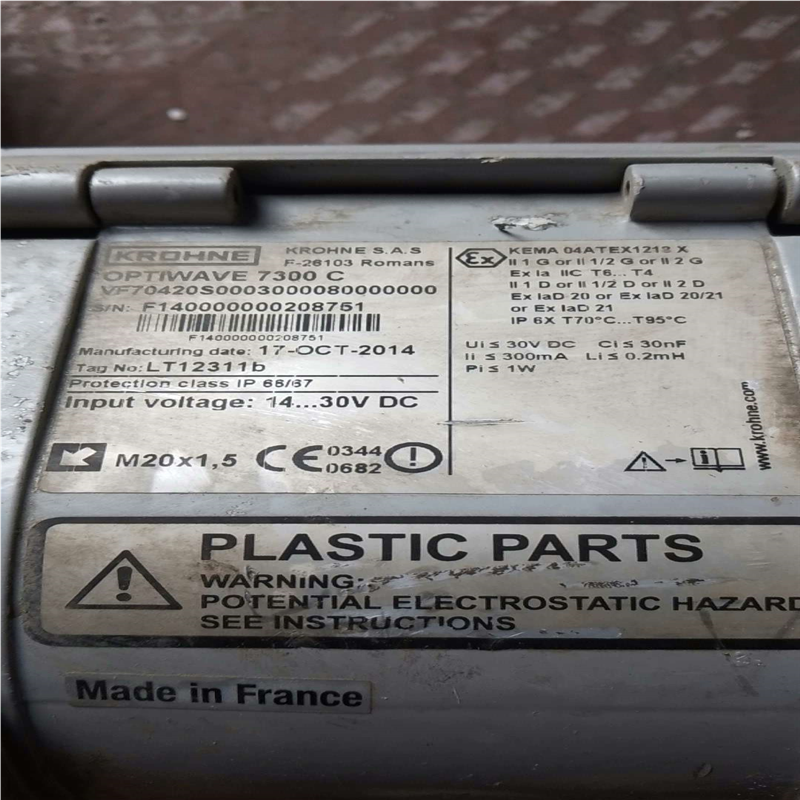 KROHNE
KROHNE S.A.S
F-26103 Romans
OPTIWAVE 7300 C
VF70420S0003000080000000
S/N: F140000000208751
F140000000208751
Manufacturing date: 17-OCT-2014
Tag No: LT12311b
Protection class IP 66/67
Input voltage: 14...30V DC
M20x1,5 CE 0344
0682
Ex
KEMA 04ATEX1218 X
II 1 G or II 1/2 G or II 2 G
Ex ia IIC T6...T4
II 1 D or II 1/2 D or II 2 D
Ex iaD 20 or Ex iaD 20/21
or Ex iaD 21
IP 6X T70°C...T95°C
Ui ≤ 30V DC Ci ≤ 30nF
Ii ≤ 300mA Li ≤ 0.2mH
Pi ≤ 1W
www.krohne.com
PLASTIC PARTS
WARNING:
POTENTIAL ELECTROSTATIC HAZARD
SEE INSTRUCTIONS
Made in France